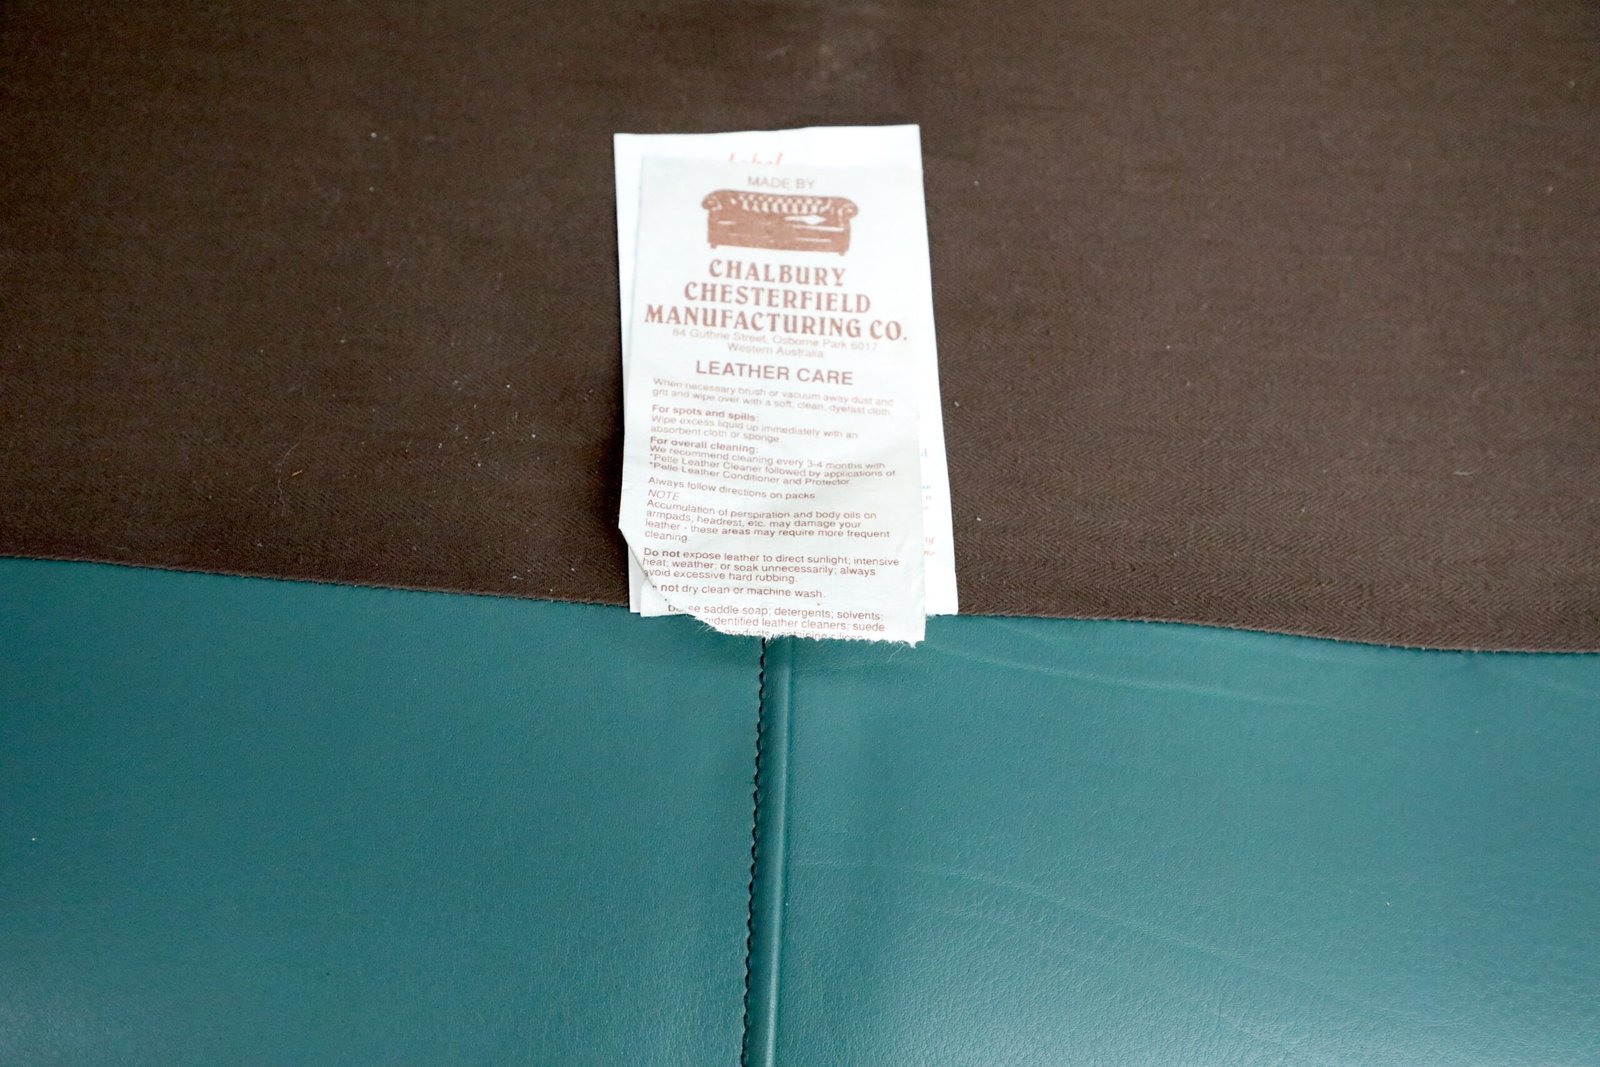 Label
MADE BY
CHALBURY
CHESTERFIELD
MANUFACTURING CO.
84 Guthrie Street, Osborne Park 6017
Western Australia
LEATHER CARE
When necessary brush or vacuum away dust and
grit and wipe over with a soft, clean, dyefast cloth
For spots and spills:
Wipe excess liquid up immediately with an
absorbent cloth or sponge.
For overall cleaning:
We recommend cleaning every 3-4 months with
*Pelle Leather Cleaner followed by applications of
*Pelle Leather Conditioner and Protector.
Always follow directions on packs.
NOTE
Accumulation of perspiration and body oils on
armpads, headrest, etc. may damage your
leather - these areas may require more frequent
cleaning.
Do not expose leather to direct sunlight; intensive
heat; weather; or soak unnecessarily; always
avoid excessive hard rubbing.
not dry clean or machine wash.
saddle soap; detergents; solvents;
leather cleaners; suede
products